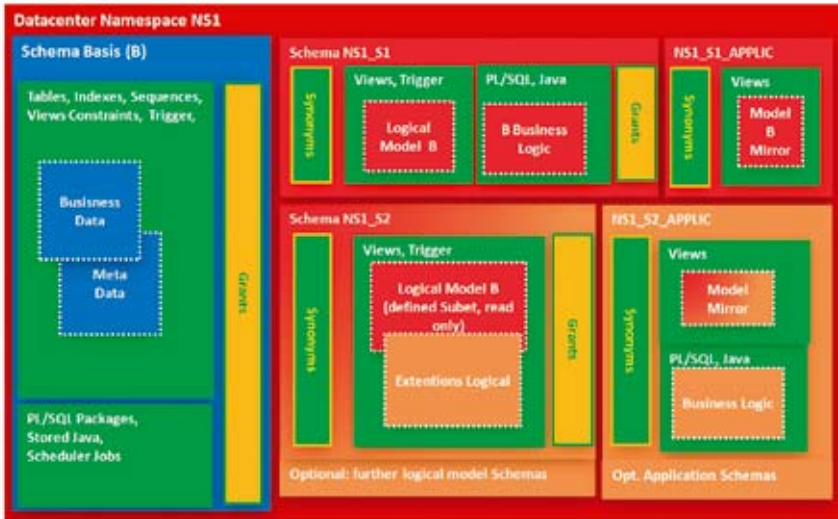 Datacenter Namespace NS1
Schema Basis (B)
Tables, Indexes, Sequences,
Views Constraints, Trigger,
Busisness
Data
Meta
Data
Grants
PL/SQL Packages,
Stored Java,
Scheduler Jobs
Schema NS1_S1
Synonyms
Views, Trigger
Logical
Model B
PL/SQL, Java
B Business
Logic
Grants
NS1_S1_APPLIC
Synonyms
Views
Model
B
Mirror
Schema NS1_S2
Synonyms
Views, Trigger
Logical Model B
(defined Subet, read
only)
Extentions Logical
Grants
Optional: further logical model Schemas
NS1_S2_APPLIC
Synonyms
Views
Model
Mirror
PL/SQL, Java
Business Logic
Opt. Application Schemas